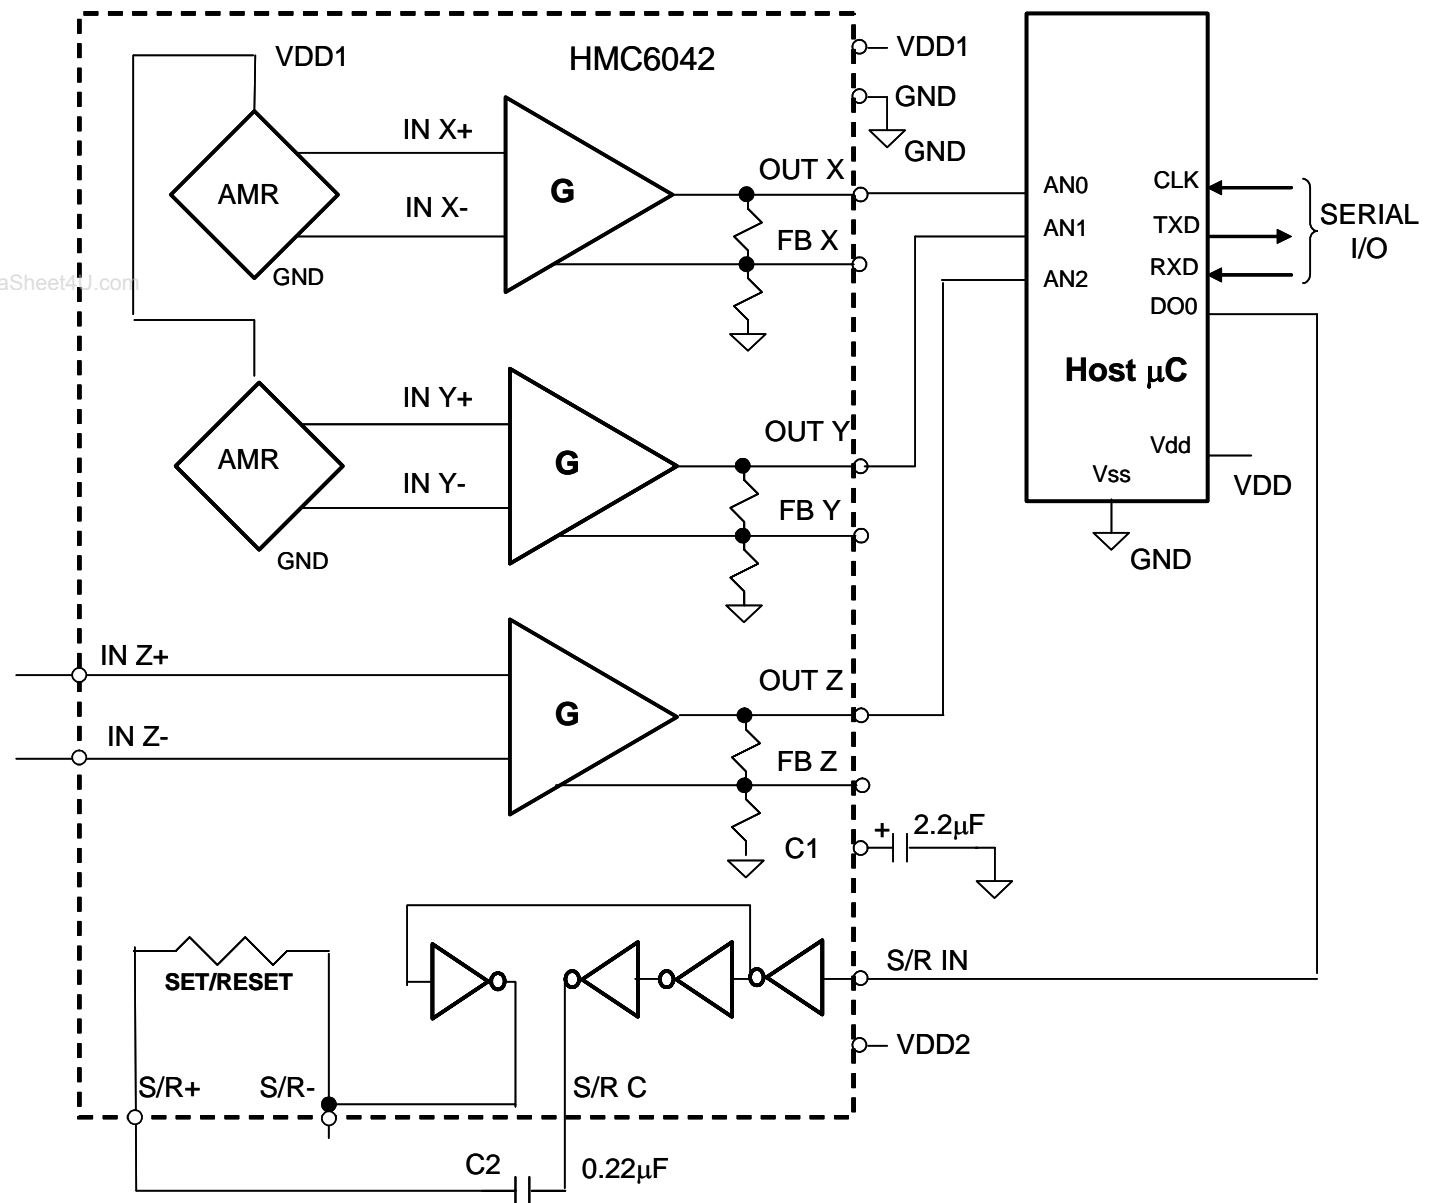 HMC6042
VDD1
VDD1
GND
GND
IN X+
IN X-
AMR
G
OUT X
FB X
GND
AN0
AN1
AN2
CLK
TXD
RXD
DO0
SERIAL
I/O
Host µC
Vdd
VDD
Vss
GND
aSheet4U.com
IN Y+
IN Y-
AMR
G
OUT Y
FB Y
GND
IN Z+
IN Z-
G
OUT Z
FB Z
C1
+
2.2µF
SET/RESET
S/R IN
VDD2
S/R+
S/R-
S/R C
C2
0.22µF